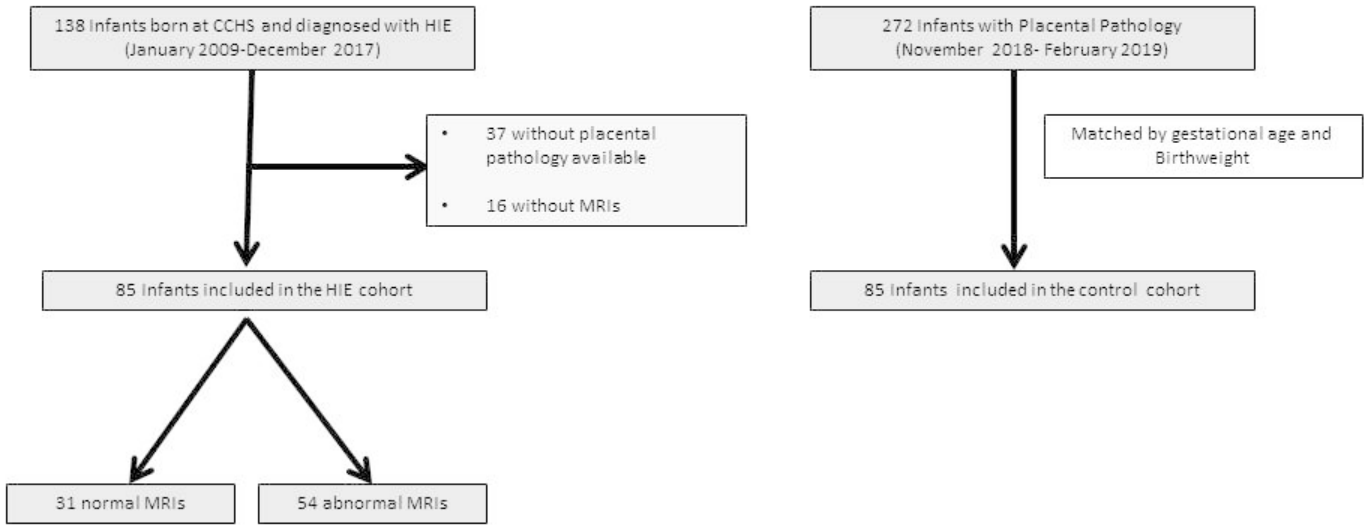 138 Infants born at CCHS and diagnosed with HIE
(January 2009-December 2017)
272 Infants with Placental Pathology
(November 2018- February 2019)
• 37 without placental
pathology available
• 16 without MRIs
Matched by gestational age and
Birthweight
85 Infants included in the HIE cohort
85 Infants included in the control cohort
31 normal MRIs
54 abnormal MRIs